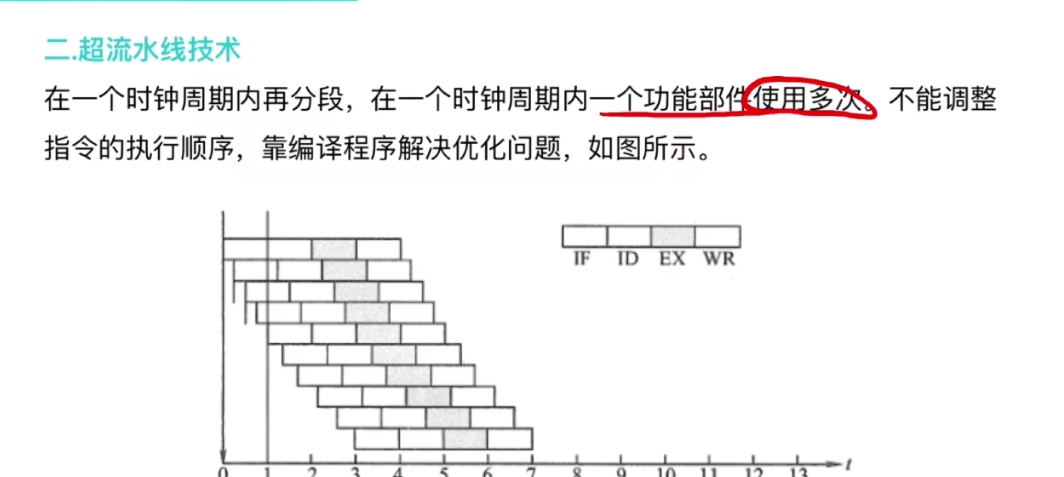 二.超流水线技术
在一个时钟周期内再分段，在一个时钟周期内一个功能部件使用多次。不能调整
指令的执行顺序，靠编译程序解决优化问题，如图所示。
IF ID EX WR
0 1 2 3 4 5 6 7 8 9 10 11 12 13 t